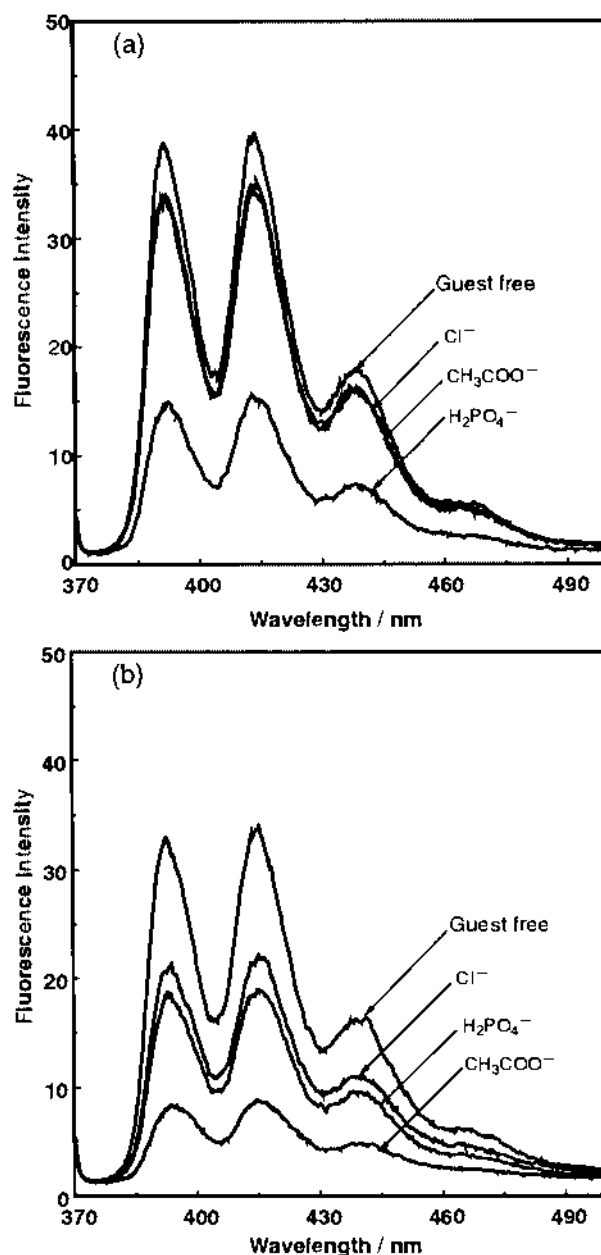 (a)
50
40
30
20
10
0
Fluorescence Intensity
Guest free
Cl⁻
CH₃COO⁻
H₂PO₄⁻
370 400 430 460 490
Wavelength / nm
(b)
50
40
30
20
10
0
Fluorescence Intensity
Guest free
Cl⁻
H₂PO₄⁻
CH₃COO⁻
370 400 430 460 490
Wavelength / nm